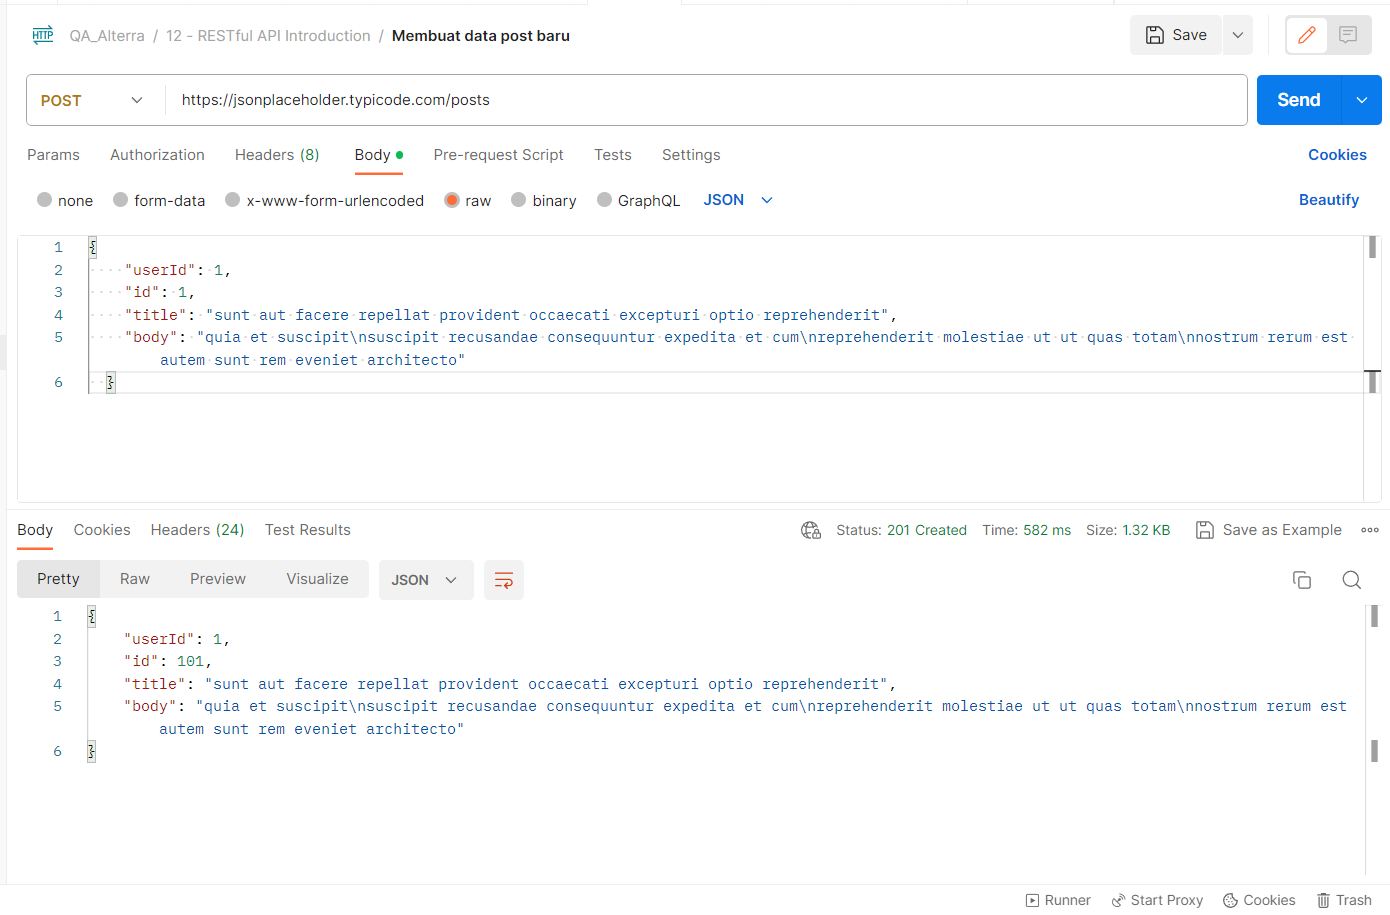 HTTP QA_Alterra / 12 - RESTful API Introduction / Membuat data post baru Save
POST https://jsonplaceholder.typicode.com/posts Send
Params Authorization Headers (8) Body Pre-request Script Tests Settings Cookies
none form-data x-www-form-urlencoded raw binary GraphQL JSON Beautify
1 {
2 "userId": 1,
3 "id": 1,
4 "title": "sunt aut facere repellat provident occaecati excepturi optio reprehenderit",
5 "body": "quia et suscipit\nsuscipit recusandae consequuntur expedita et cum\nreprehenderit molestiae ut ut quas totam\nnostrum rerum est
autem sunt rem eveniet architecto"
6 }
Body Cookies Headers (24) Test Results Status: 201 Created Time: 582 ms Size: 1.32 KB Save as Example
Pretty Raw Preview Visualize JSON
1 {
2 "userId": 1,
3 "id": 101,
4 "title": "sunt aut facere repellat provident occaecati excepturi optio reprehenderit",
5 "body": "quia et suscipit\nsuscipit recusandae consequuntur expedita et cum\nreprehenderit molestiae ut ut quas totam\nnostrum rerum est
autem sunt rem eveniet architecto"
6 }
Runner Start Proxy Cookies Trash